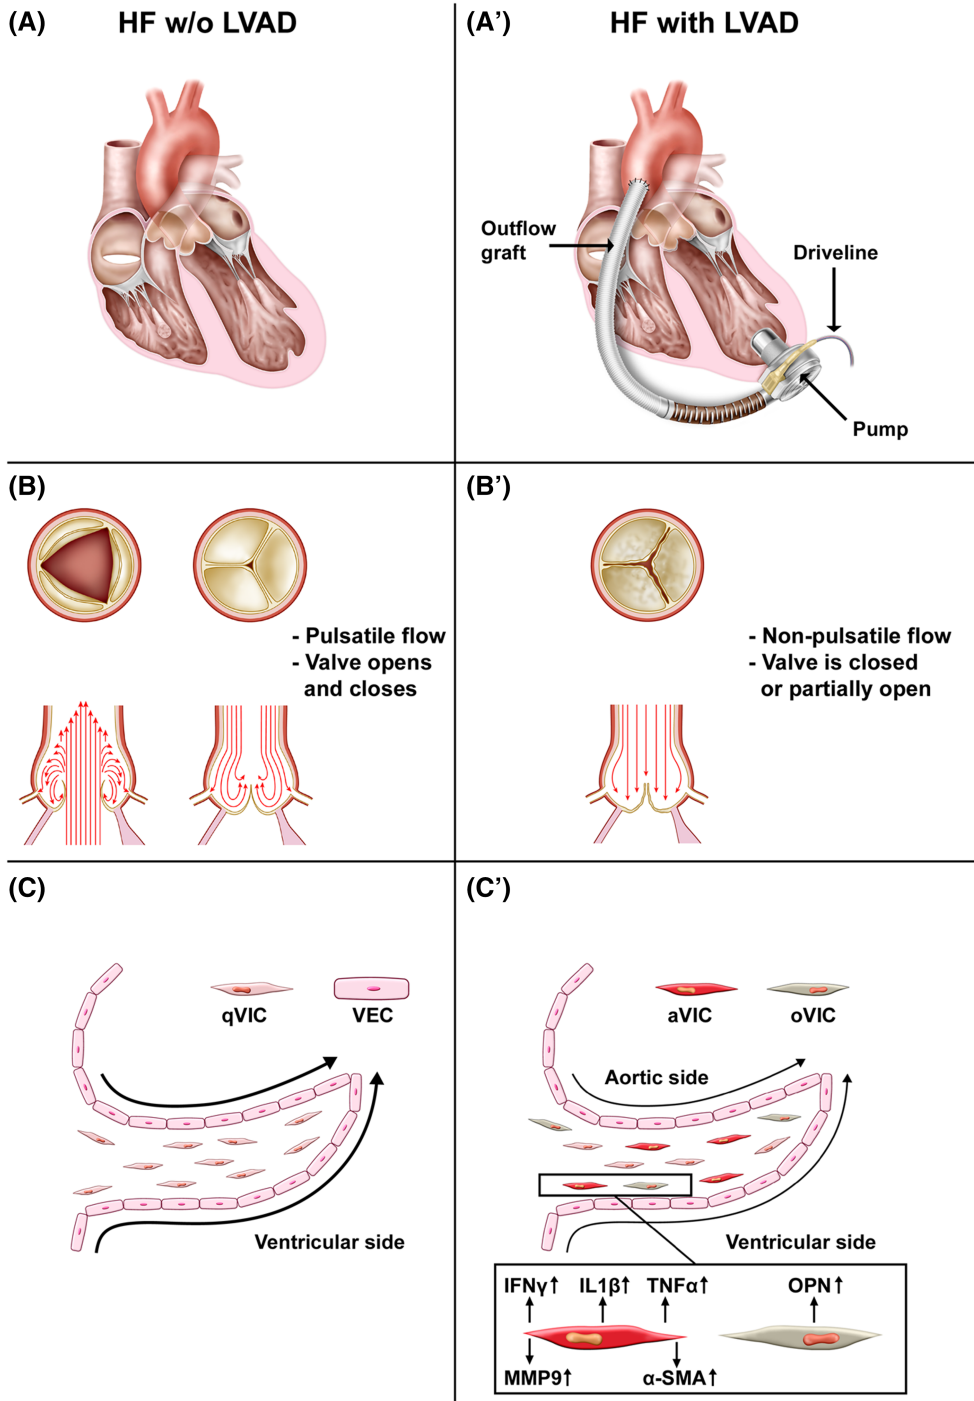 (A)
HF w/o LVAD
(A’)
HF with LVAD
Outflow
graft
Driveline
Pump
(B)
- Pulsatile flow
- Valve opens
and closes
(B’)
- Non-pulsatile flow
- Valve is closed
or partially open
(C)
qVIC
VEC
Ventricular side
(C’)
aVIC
oVIC
Aortic side
Ventricular side
IFNγ↑
IL1β↑
TNFα↑
OPN↑
MMP9↑
α-SMA↑